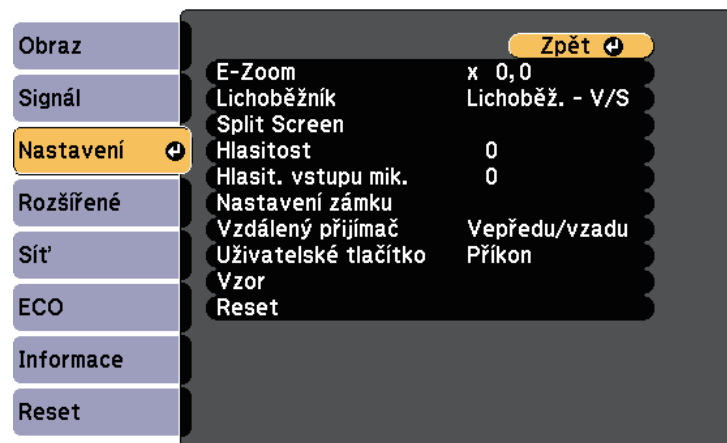 Obraz
Signál
Nastavení
Rozšířené
Síť
ECO
Informace
Reset
Zpět
E-Zoom x 0,0
Lichoběžník Lichoběž. - V/S
Split Screen
Hlasitost 0
Hlasit. vstupu mik. 0
Nastavení zámku
Vzdálený přijímač Vepředu/vzadu
Uživatelské tlačítko Příkon
Vzor
Reset